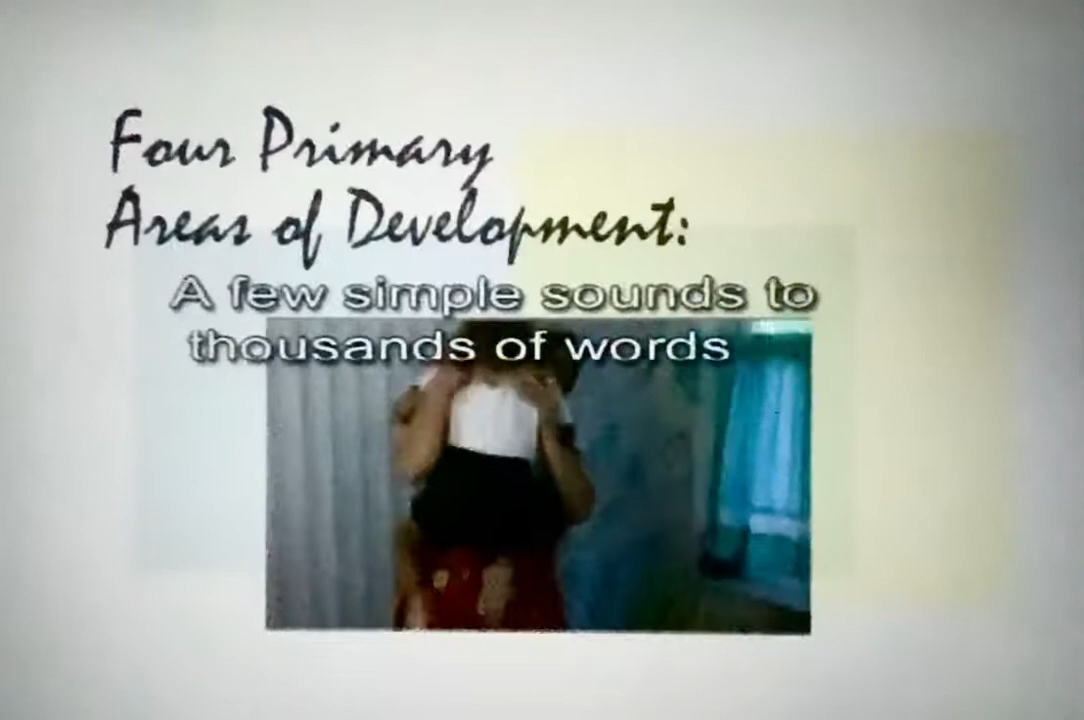 Four Primary
Areas of Development:
A few simple sounds to
thousands of words